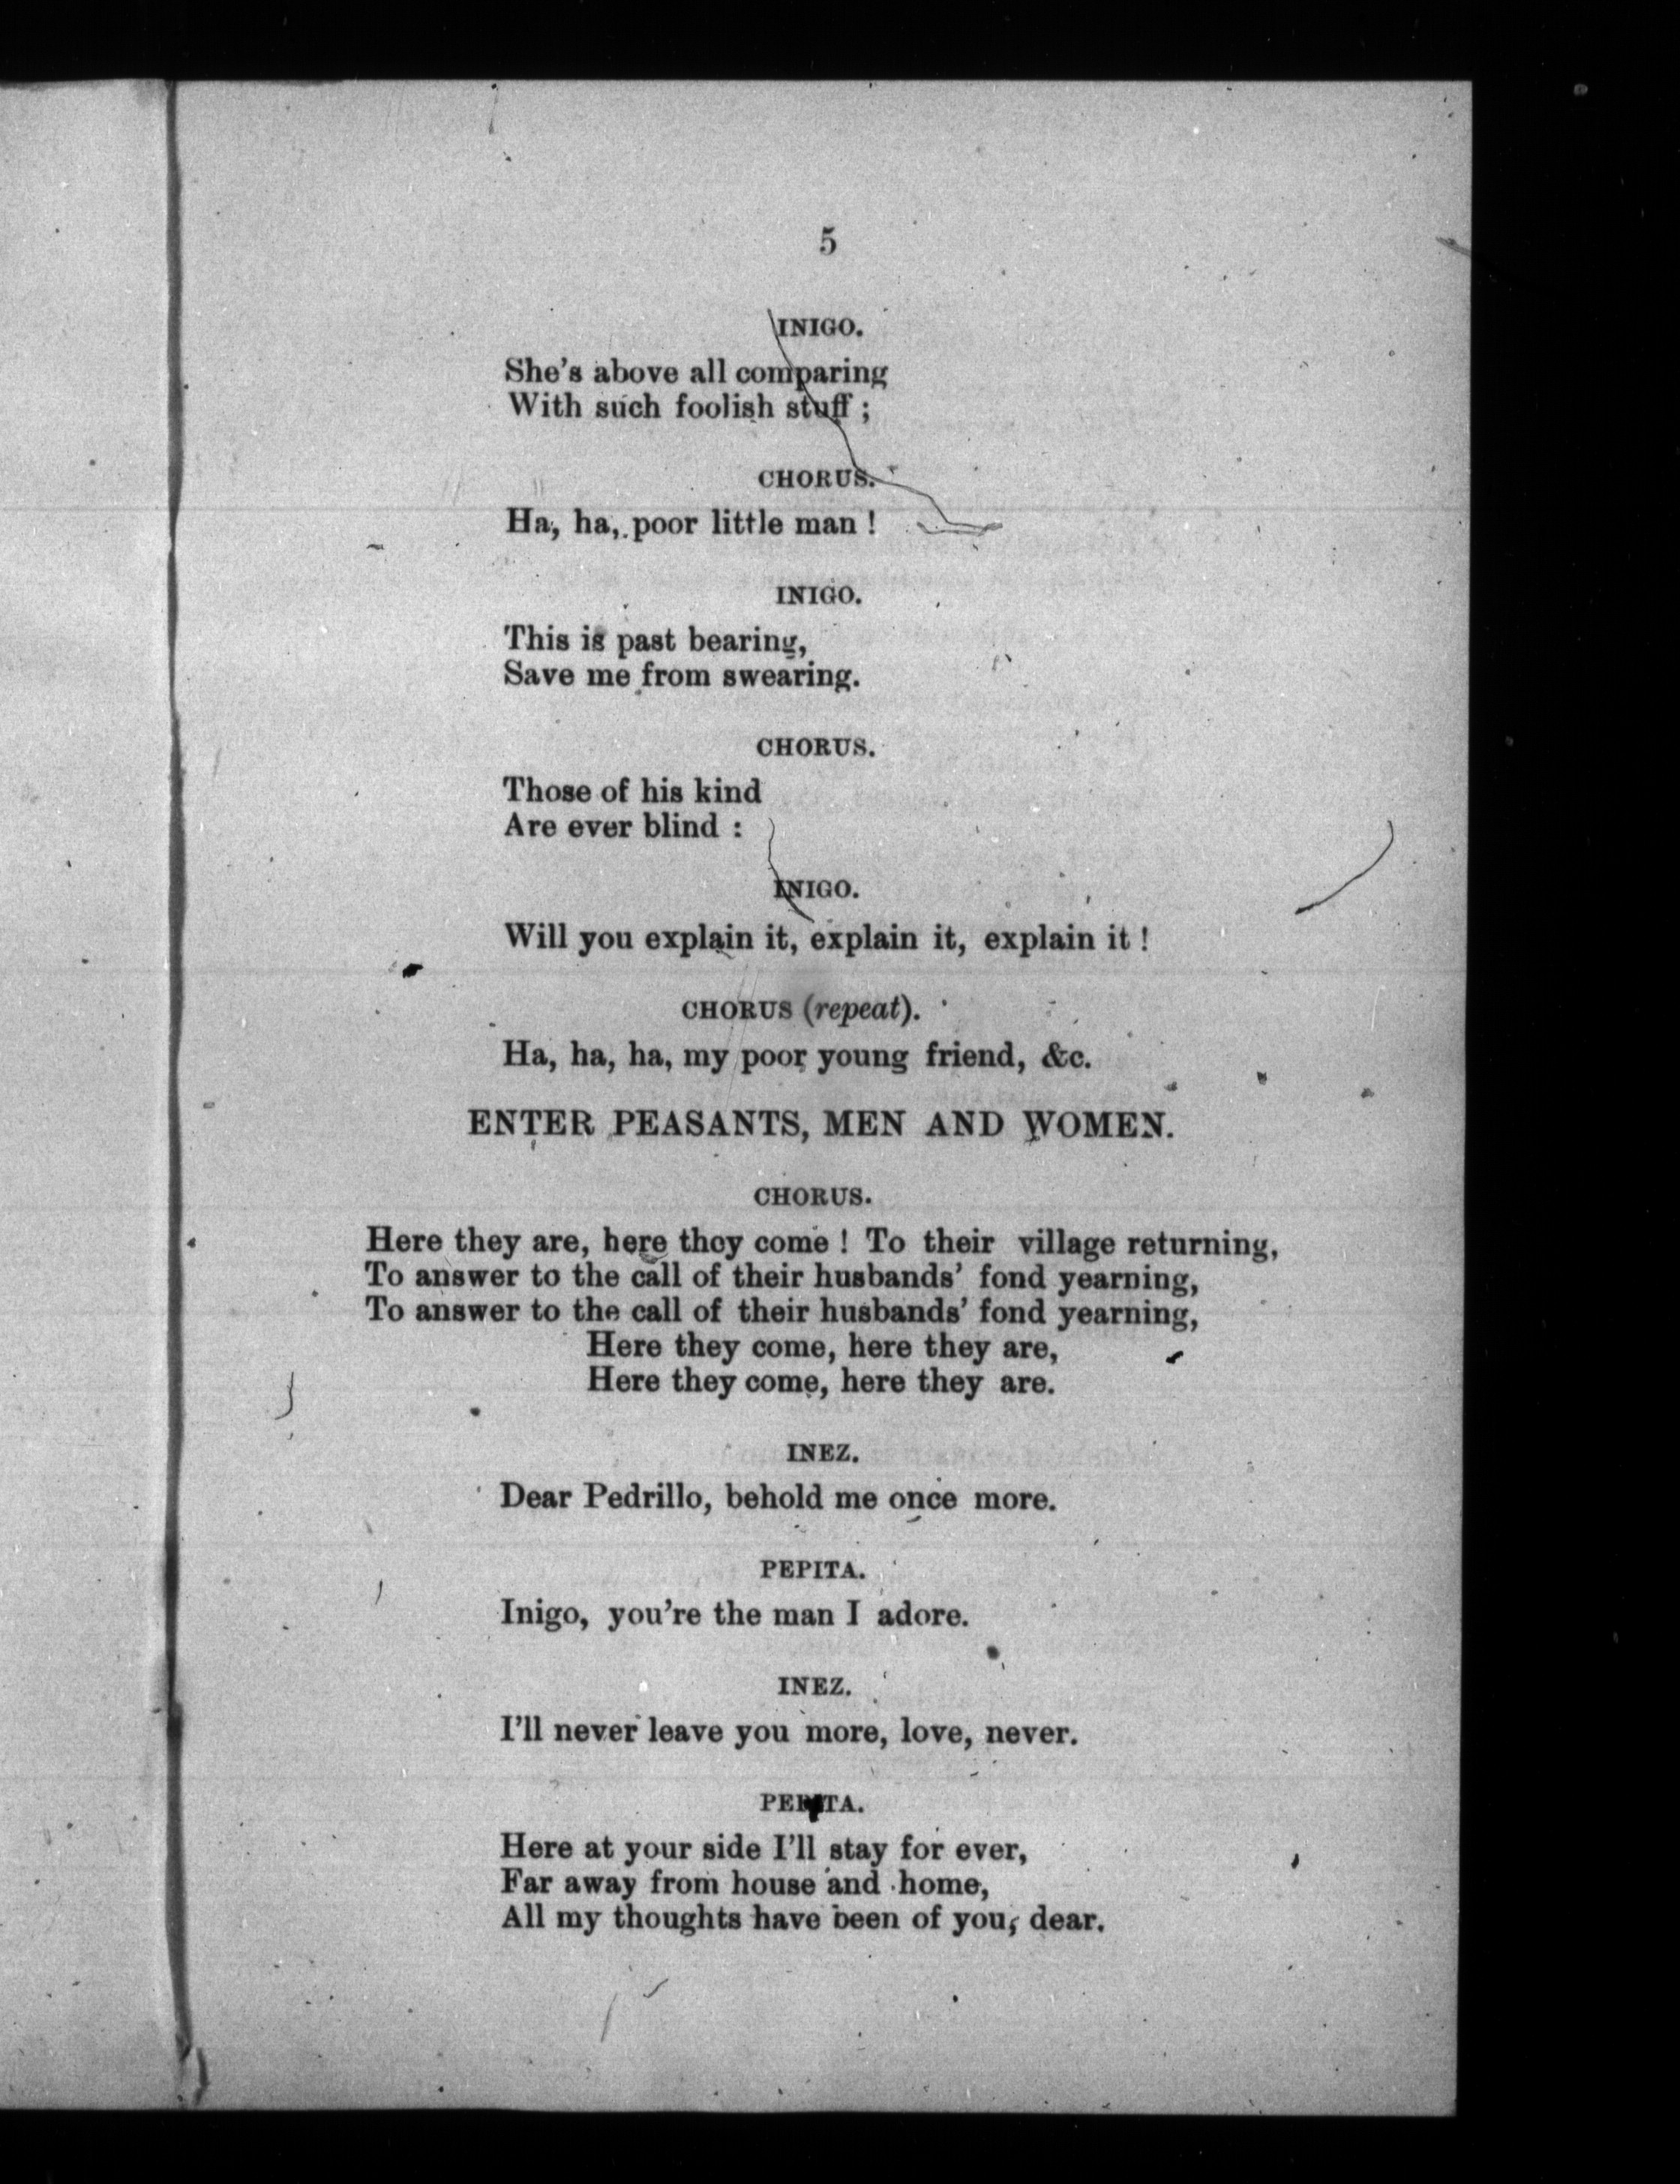 5
INIGO.
She's above all comparing
With such foolish stuff ;
CHORUS.
Ha, ha, poor little man !
INIGO.
This is past bearing,
Save me from swearing.
CHORUS.
Those of his kind
Are ever blind :
INIGO.
Will you explain it, explain it, explain it !
CHORUS (repeat).
Ha, ha, ha, my poor young friend, &c.
ENTER PEASANTS, MEN AND WOMEN.
CHORUS.
Here they are, here thoy come ! To their village returning,
To answer to the call of their husbands' fond yearning,
To answer to the call of their husbands' fond yearning,
Here they come, here they are,
Here they come, here they are.
INEZ.
Dear Pedrillo, behold me once more.
PEPITA.
Inigo, you're the man I adore.
INEZ.
I'll never leave you more, love, never.
PEPITA.
Here at your side I'll stay for ever,
Far away from house and home,
All my thoughts have been of you, dear.